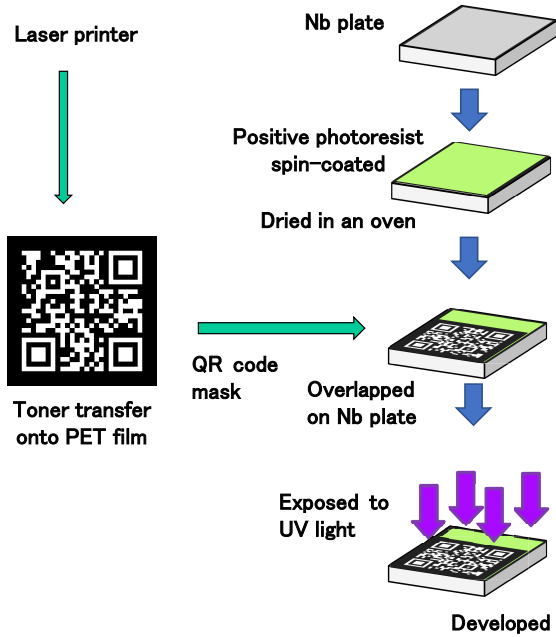 Laser printer
Nb plate
Positive photoresist
spin-coated
Dried in an oven
QR code
mask
Toner transfer
onto PET film
Overlapped
on Nb plate
Exposed to
UV light
Developed